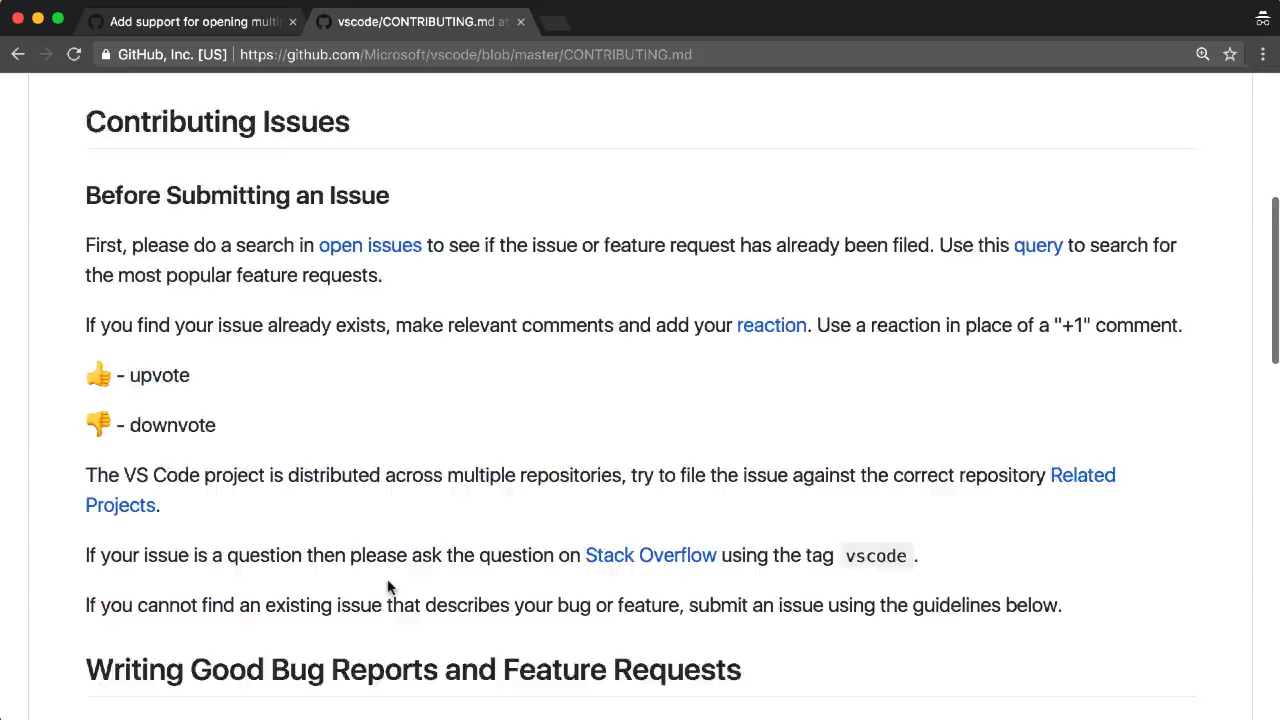 Add support for opening multi
vscode/CONTRIBUTING.md at
GitHub, Inc. [US] https://github.com/Microsoft/vscode/blob/master/CONTRIBUTING.md
Contributing Issues
Before Submitting an Issue
First, please do a search in open issues to see if the issue or feature request has already been filed. Use this query to search for
the most popular feature requests.
If you find your issue already exists, make relevant comments and add your reaction. Use a reaction in place of a "+1" comment.
👍 - upvote
👎 - downvote
The VS Code project is distributed across multiple repositories, try to file the issue against the correct repository Related
Projects.
If your issue is a question then please ask the question on Stack Overflow using the tag vscode.
If you cannot find an existing issue that describes your bug or feature, submit an issue using the guidelines below.
Writing Good Bug Reports and Feature Requests